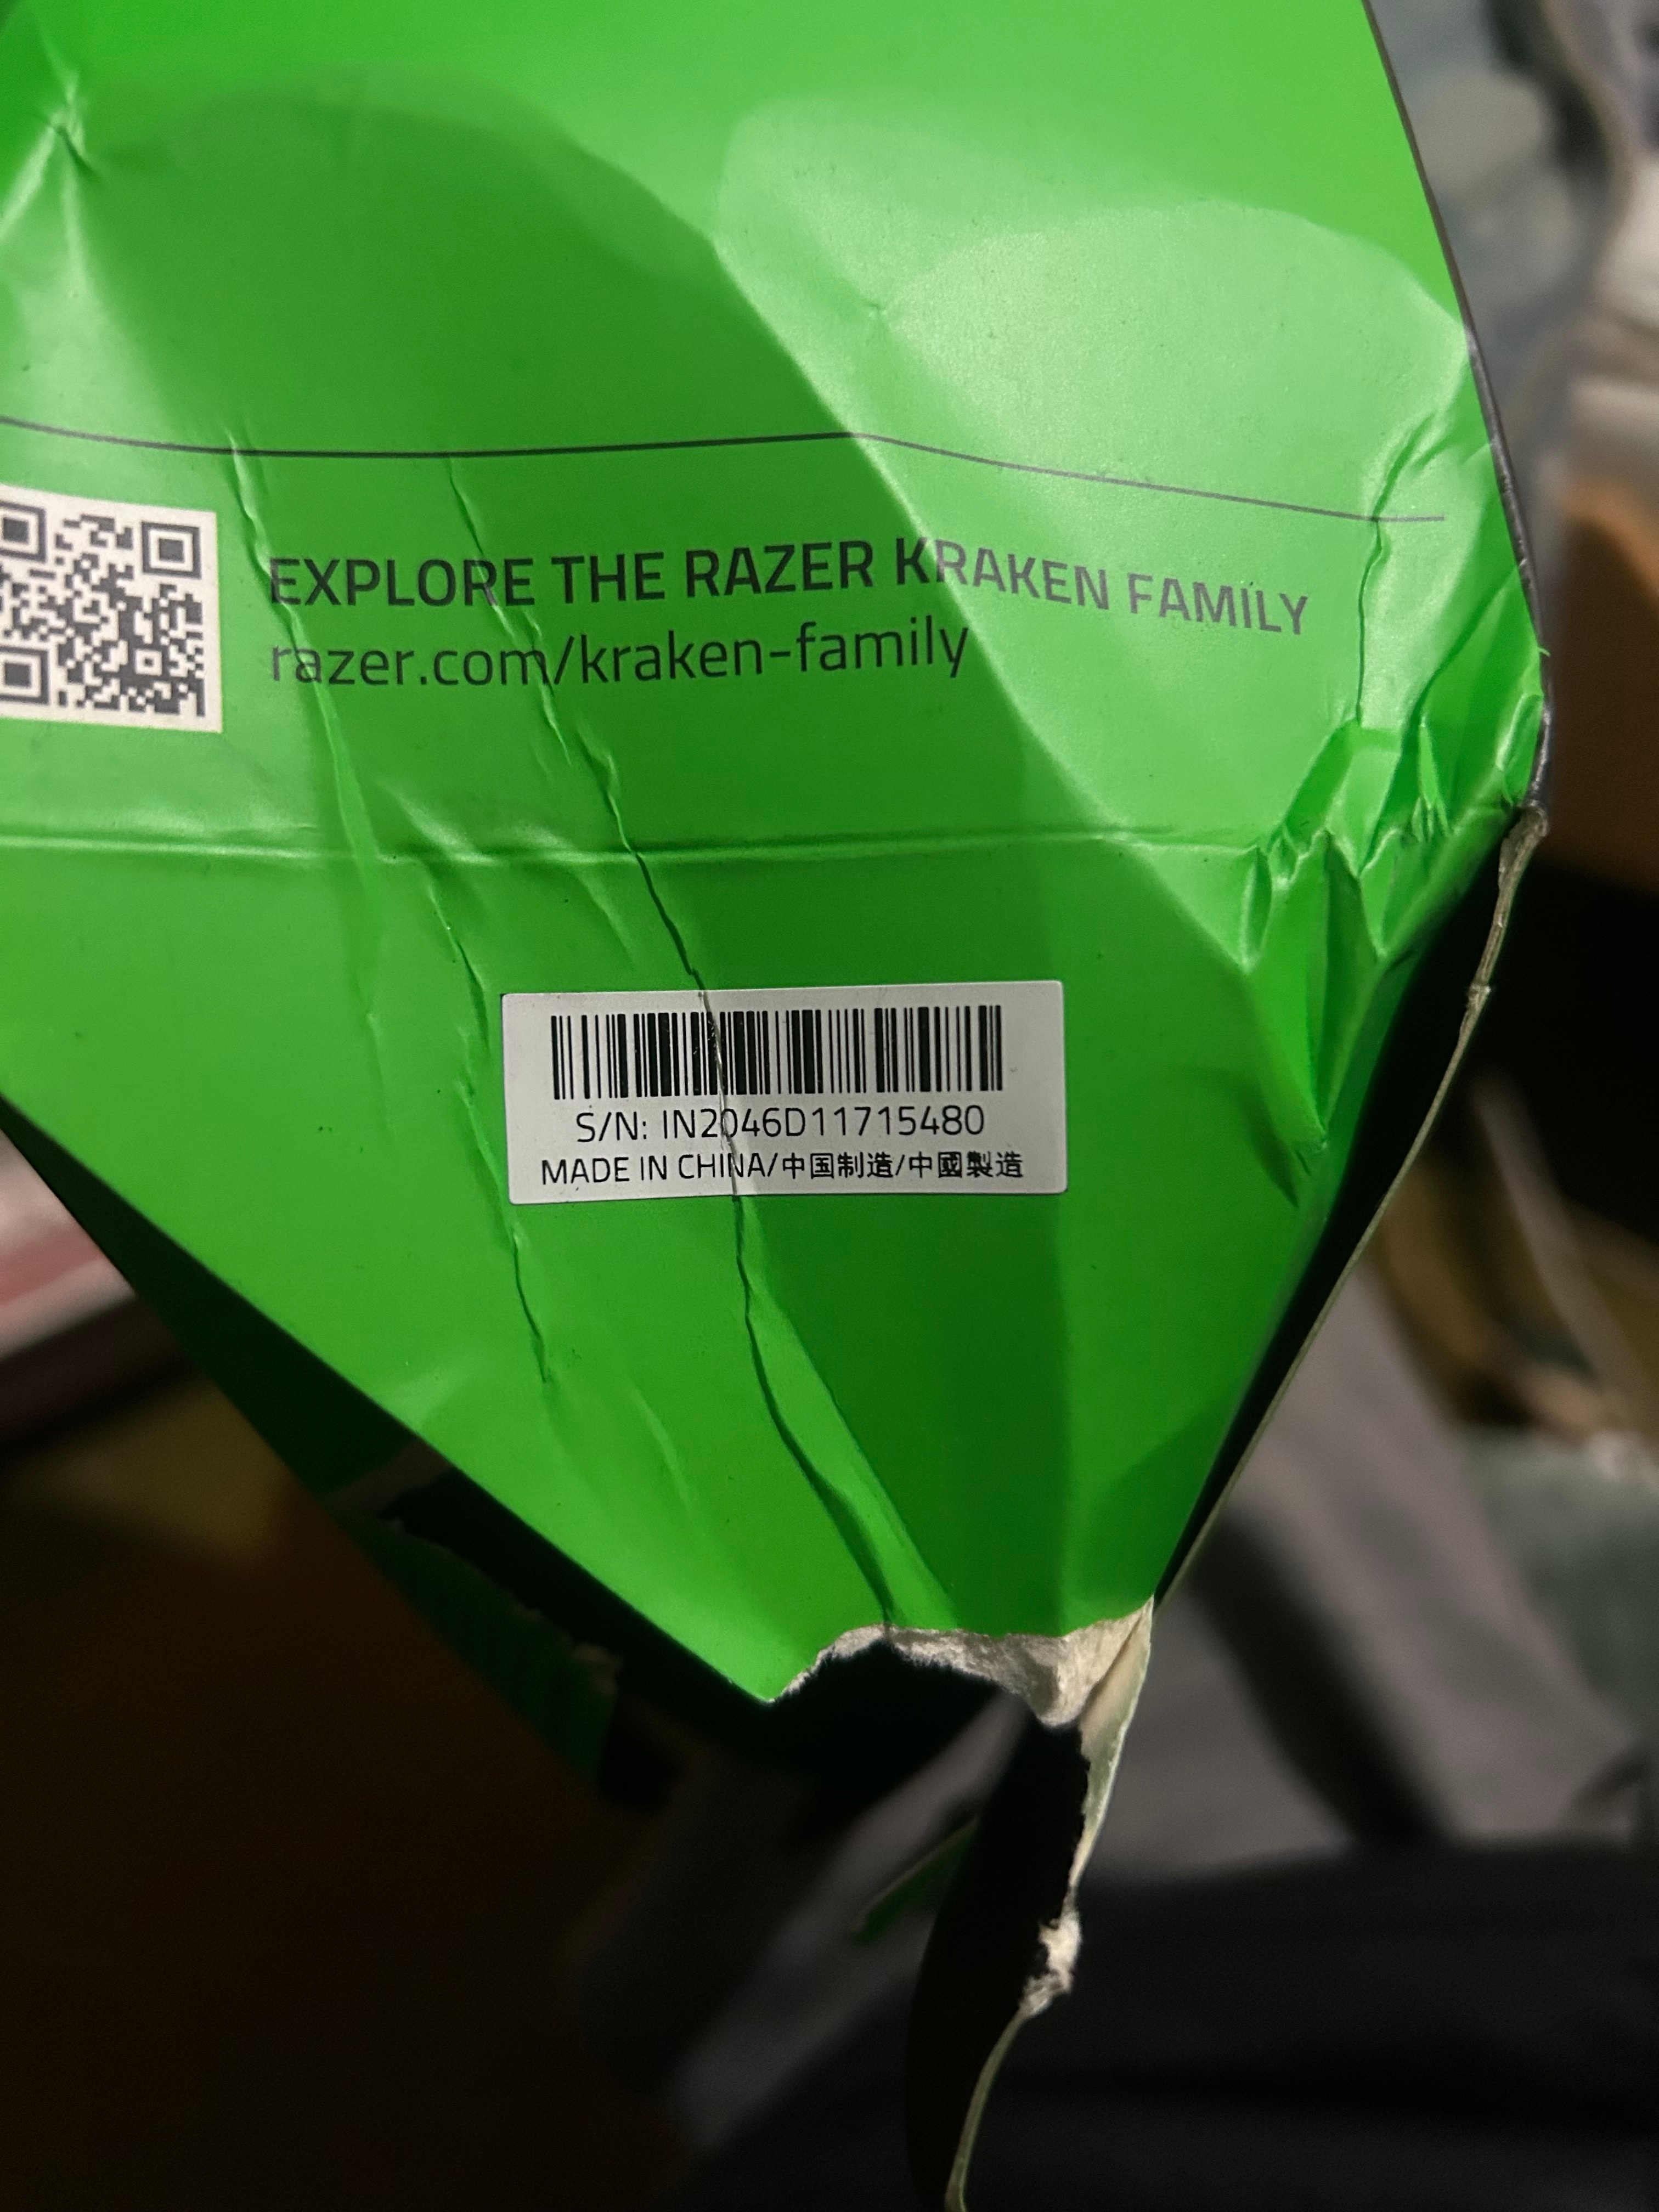 EXPLORE THE RAZER KRAKEN FAMILY
razer.com/kraken-family
S/N: IN2046D11715480
MADE IN CHINA/中国制造/中國製造